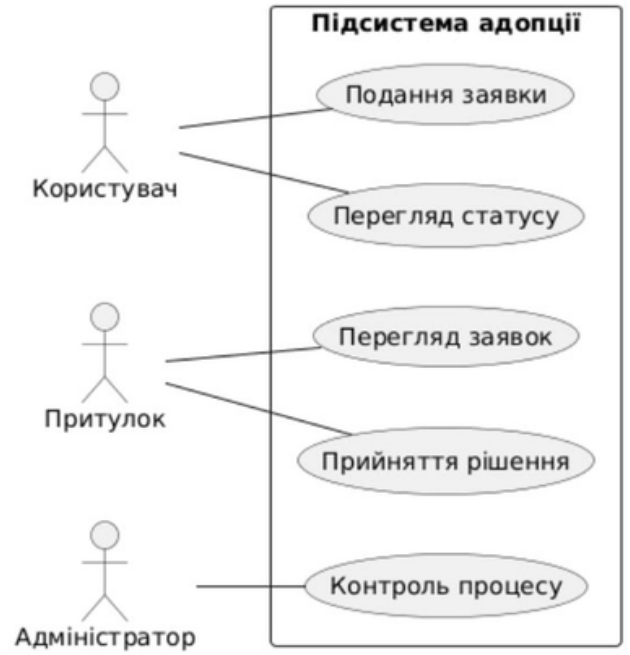 Підсистема адопції
Подання заявки
Користувач
Перегляд статусу
Перегляд заявок
Притулок
Прийняття рішення
Контроль процесу
Адміністратор